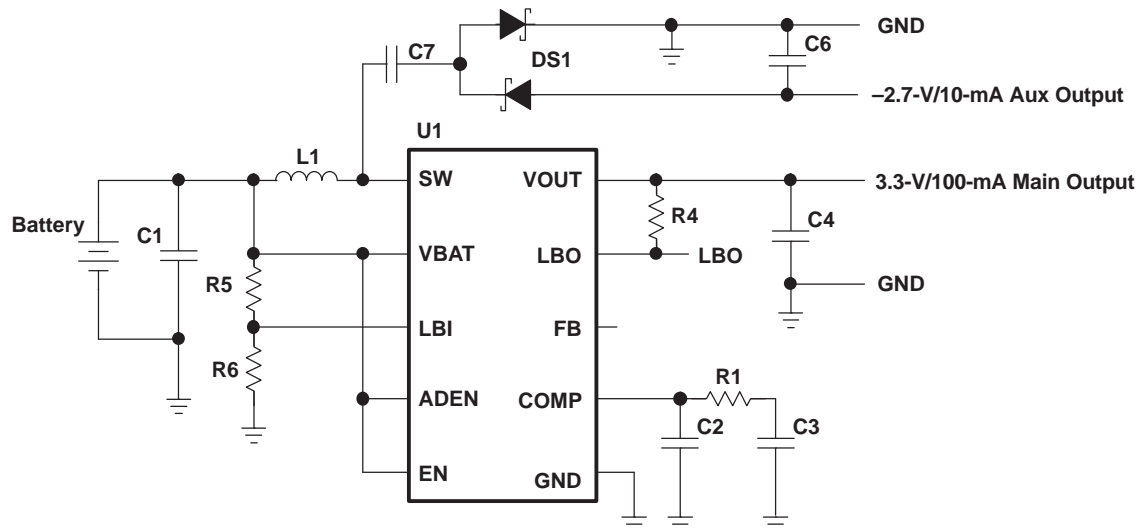 GND
C7
DS1
C6
–2.7-V/10-mA Aux Output
U1
L1
SW
VOUT
3.3-V/100-mA Main Output
Battery
C1
R4
C4
VBAT
LBO
LBO
R5
GND
LBI
FB
R6
R1
ADEN
COMP
C2
C3
EN
GND